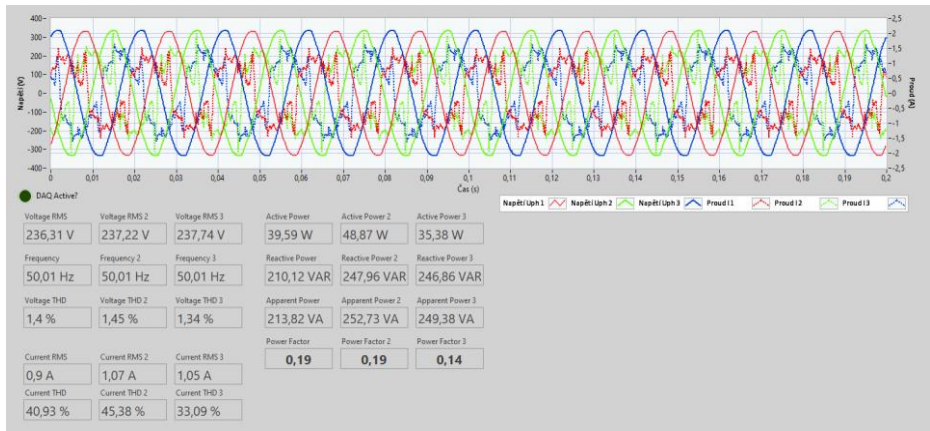 400
300
200
100
0
-100
-200
-300
-400
Napětí (V)
2,5
2
1,5
1
0,5
0
-0,5
-1
-1,5
-2
-2,5
Proud (A)
0 0,01 0,02 0,03 0,04 0,05 0,06 0,07 0,08 0,09 0,1 0,11 0,12 0,13 0,14 0,15 0,16 0,17 0,18 0,19 0,2
Čas (s)
DAQ Active?
Napětí Uph 1 Napětí Uph 2 Napětí Uph 3 Proud I1 Proud I2 Proud I3
Voltage RMS Voltage RMS 2 Voltage RMS 3 Active Power Active Power 2 Active Power 3
236,31 V 237,22 V 237,74 V 39,59 W 48,87 W 35,38 W
Frequency Frequency 2 Frequency 3 Reactive Power Reactive Power 2 Reactive Power 3
50,01 Hz 50,01 Hz 50,01 Hz 210,12 VAR 247,96 VAR 246,86 VAR
Voltage THD Voltage THD 2 Voltage THD 3 Apparent Power Apparent Power 2 Apparent Power 3
1,4 % 1,45 % 1,34 % 213,82 VA 252,73 VA 249,38 VA
Power Factor Power Factor 2 Power Factor 3
0,19 0,19 0,14
Current RMS Current RMS 2 Current RMS 3
0,9 A 1,07 A 1,05 A
Current THD Current THD 2 Current THD 3
40,93 % 45,38 % 33,09 %